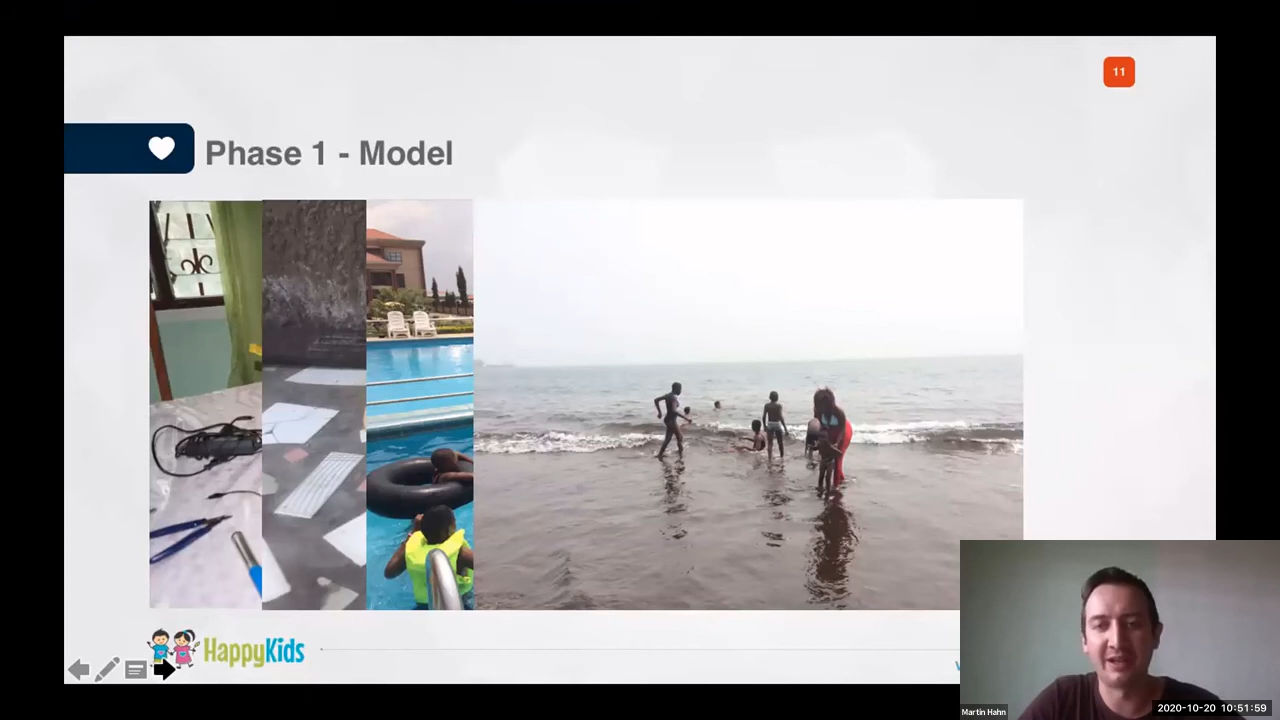 11
Phase 1 - Model
HappyKids
Martin Hahn
2020-10-20 10:51:59